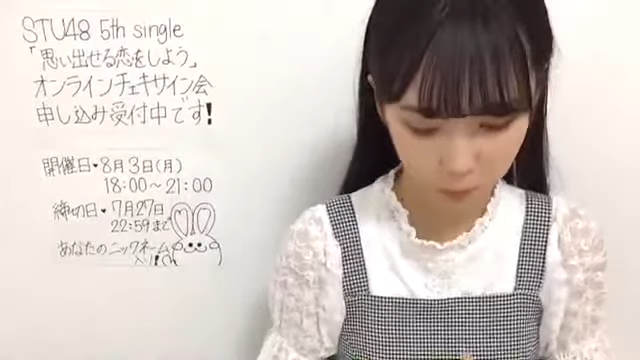 STU48 5th single
「思い出せる恋をしよう」
オンラインチェキサイン会
申し込み受付中です!
開催日・8月3日(月)
18:00～21:00
締切日・7月27日
22:59まで
あなたのニックネーム